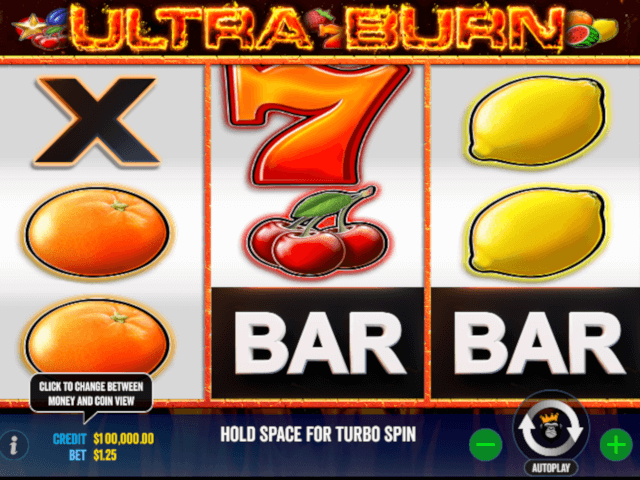 ULTRA BURN
X
7
BAR BAR
CLICK TO CHANGE BETWEEN
MONEY AND COIN VIEW
CREDIT $100,000.00
BET $1.25
HOLD SPACE FOR TURBO SPIN
AUTOPLAY